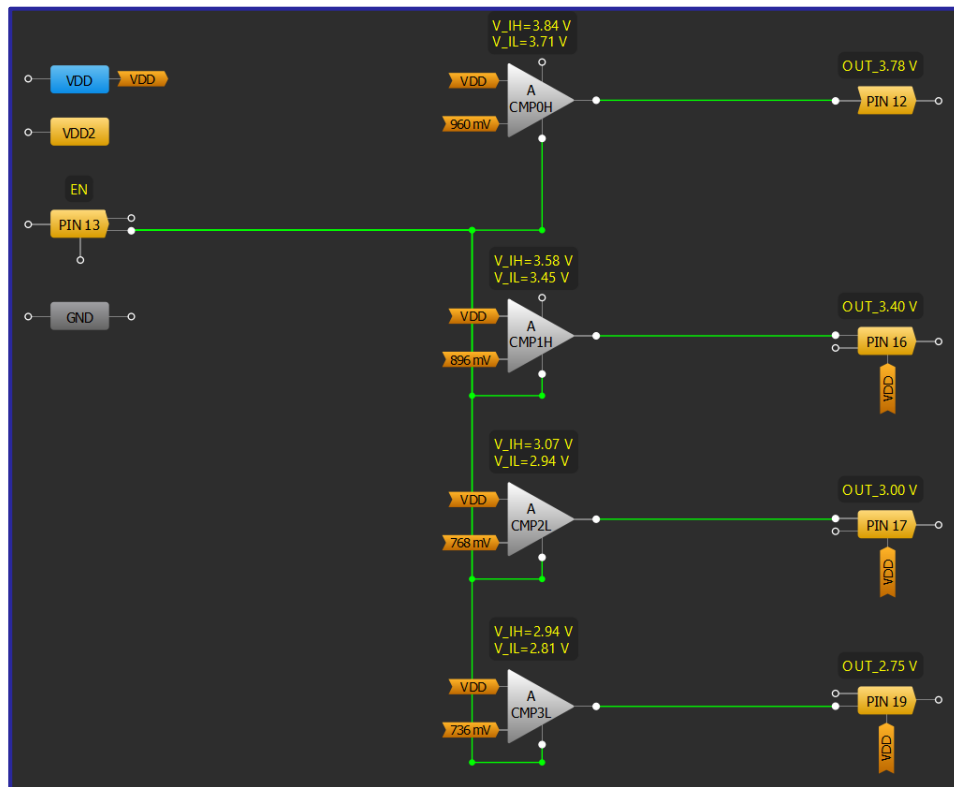 V_IH=3.84 V
V_IL=3.71 V
VDD
VDD
VDD
A
CMP0H
960 mV
OUT_3.78 V
PIN 12
VDD2
EN
PIN 13
GND
V_IH=3.58 V
V_IL=3.45 V
VDD
A
CMP1H
896 mV
OUT_3.40 V
PIN 16
VDD
V_IH=3.07 V
V_IL=2.94 V
VDD
A
CMP2L
768 mV
OUT_3.00 V
PIN 17
VDD
V_IH=2.94 V
V_IL=2.81 V
VDD
A
CMP3L
736 mV
OUT_2.75 V
PIN 19
VDD